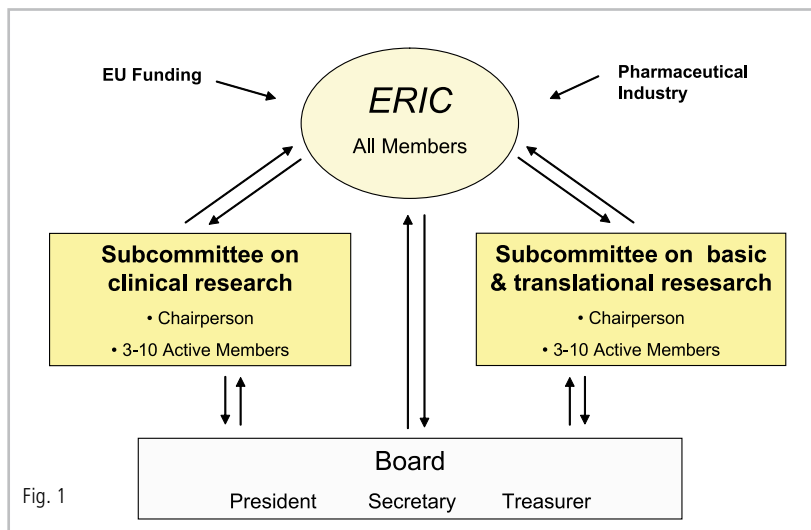 EU Funding
ERIC
All Members
Pharmaceutical
Industry
Subcommittee on
clinical research
• Chairperson
• 3-10 Active Members
Subcommittee on basic
& translational resesarch
• Chairperson
• 3-10 Active Members
Board
President Secretary Treasurer
Fig. 1